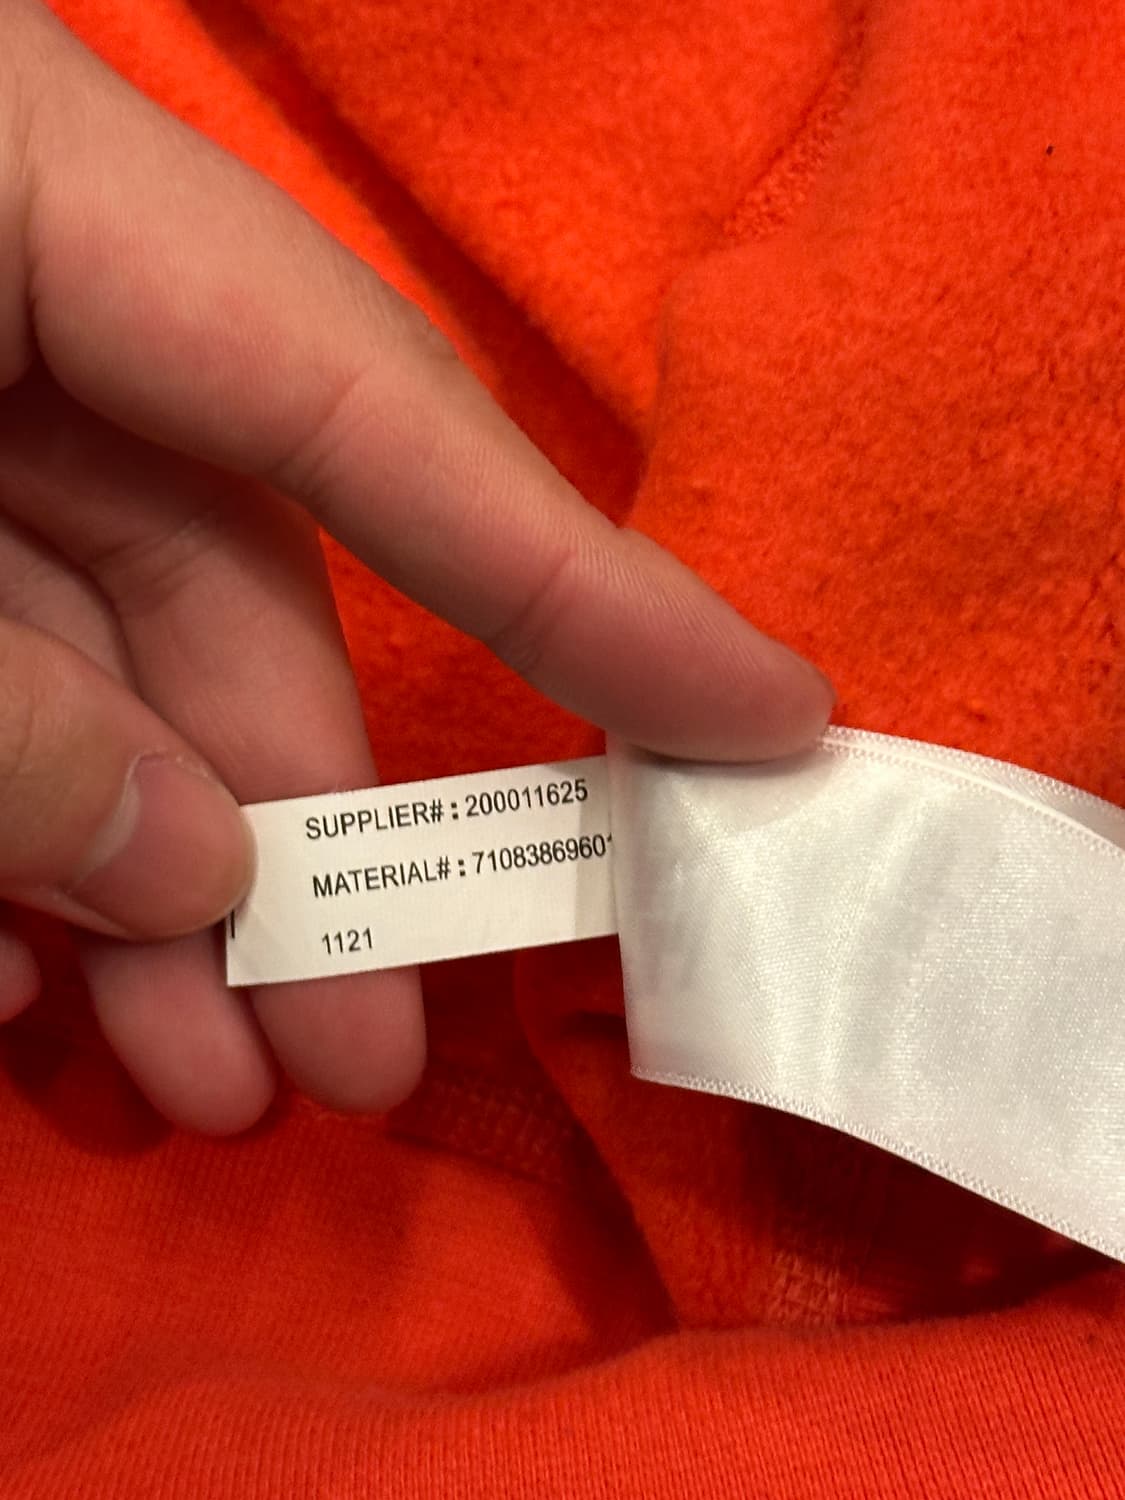 SUPPLIER# : 200011625
MATERIAL# : 7108386960
1121